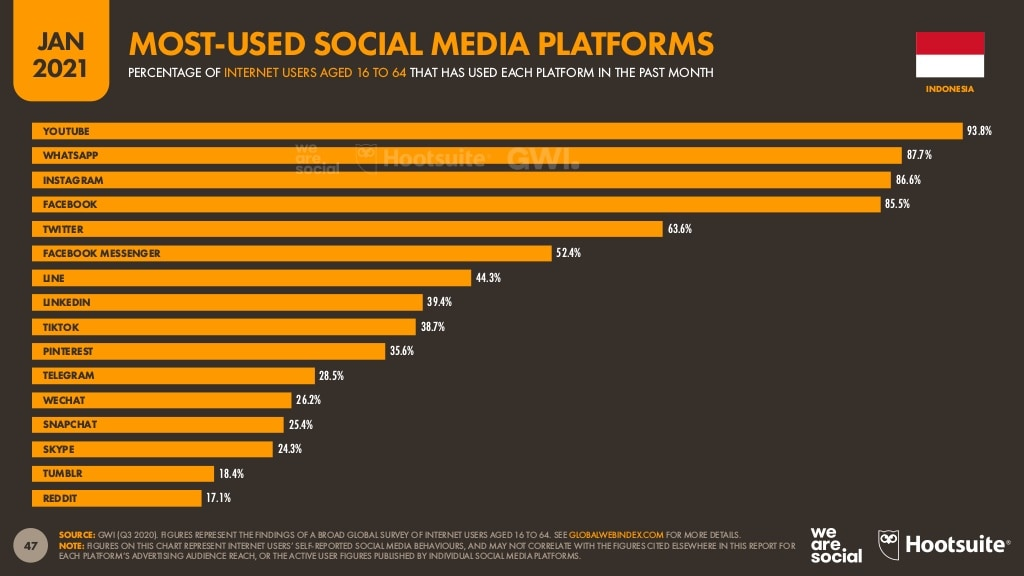 JAN
2021
MOST-USED SOCIAL MEDIA PLATFORMS
PERCENTAGE OF INTERNET USERS AGED 16 TO 64 THAT HAS USED EACH PLATFORM IN THE PAST MONTH
INDONESIA
YOUTUBE 93.8%
WHATSAPP 87.7%
we are social Hootsuite GWI.
INSTAGRAM 86.6%
FACEBOOK 85.5%
TWITTER 63.6%
FACEBOOK MESSENGER 52.4%
LINE 44.3%
LINKEDIN 39.4%
TIKTOK 38.7%
PINTEREST 35.6%
TELEGRAM 28.5%
WECHAT 26.2%
SNAPCHAT 25.4%
SKYPE 24.3%
TUMBLR 18.4%
REDDIT 17.1%
47
SOURCE: GWI (Q3 2020). FIGURES REPRESENT THE FINDINGS OF A BROAD GLOBAL SURVEY OF INTERNET USERS AGED 16 TO 64. SEE GLOBALWEBINDEX.COM FOR MORE DETAILS.
NOTE: FIGURES ON THIS CHART REPRESENT INTERNET USERS' SELF-REPORTED SOCIAL MEDIA BEHAVIOURS, AND MAY NOT CORRELATE WITH THE FIGURES CITED ELSEWHERE IN THIS REPORT FOR
EACH PLATFORM'S ADVERTISING AUDIENCE REACH, OR THE ACTIVE USER FIGURES PUBLISHED BY INDIVIDUAL SOCIAL MEDIA PLATFORMS.
we
are
social
Hootsuite®